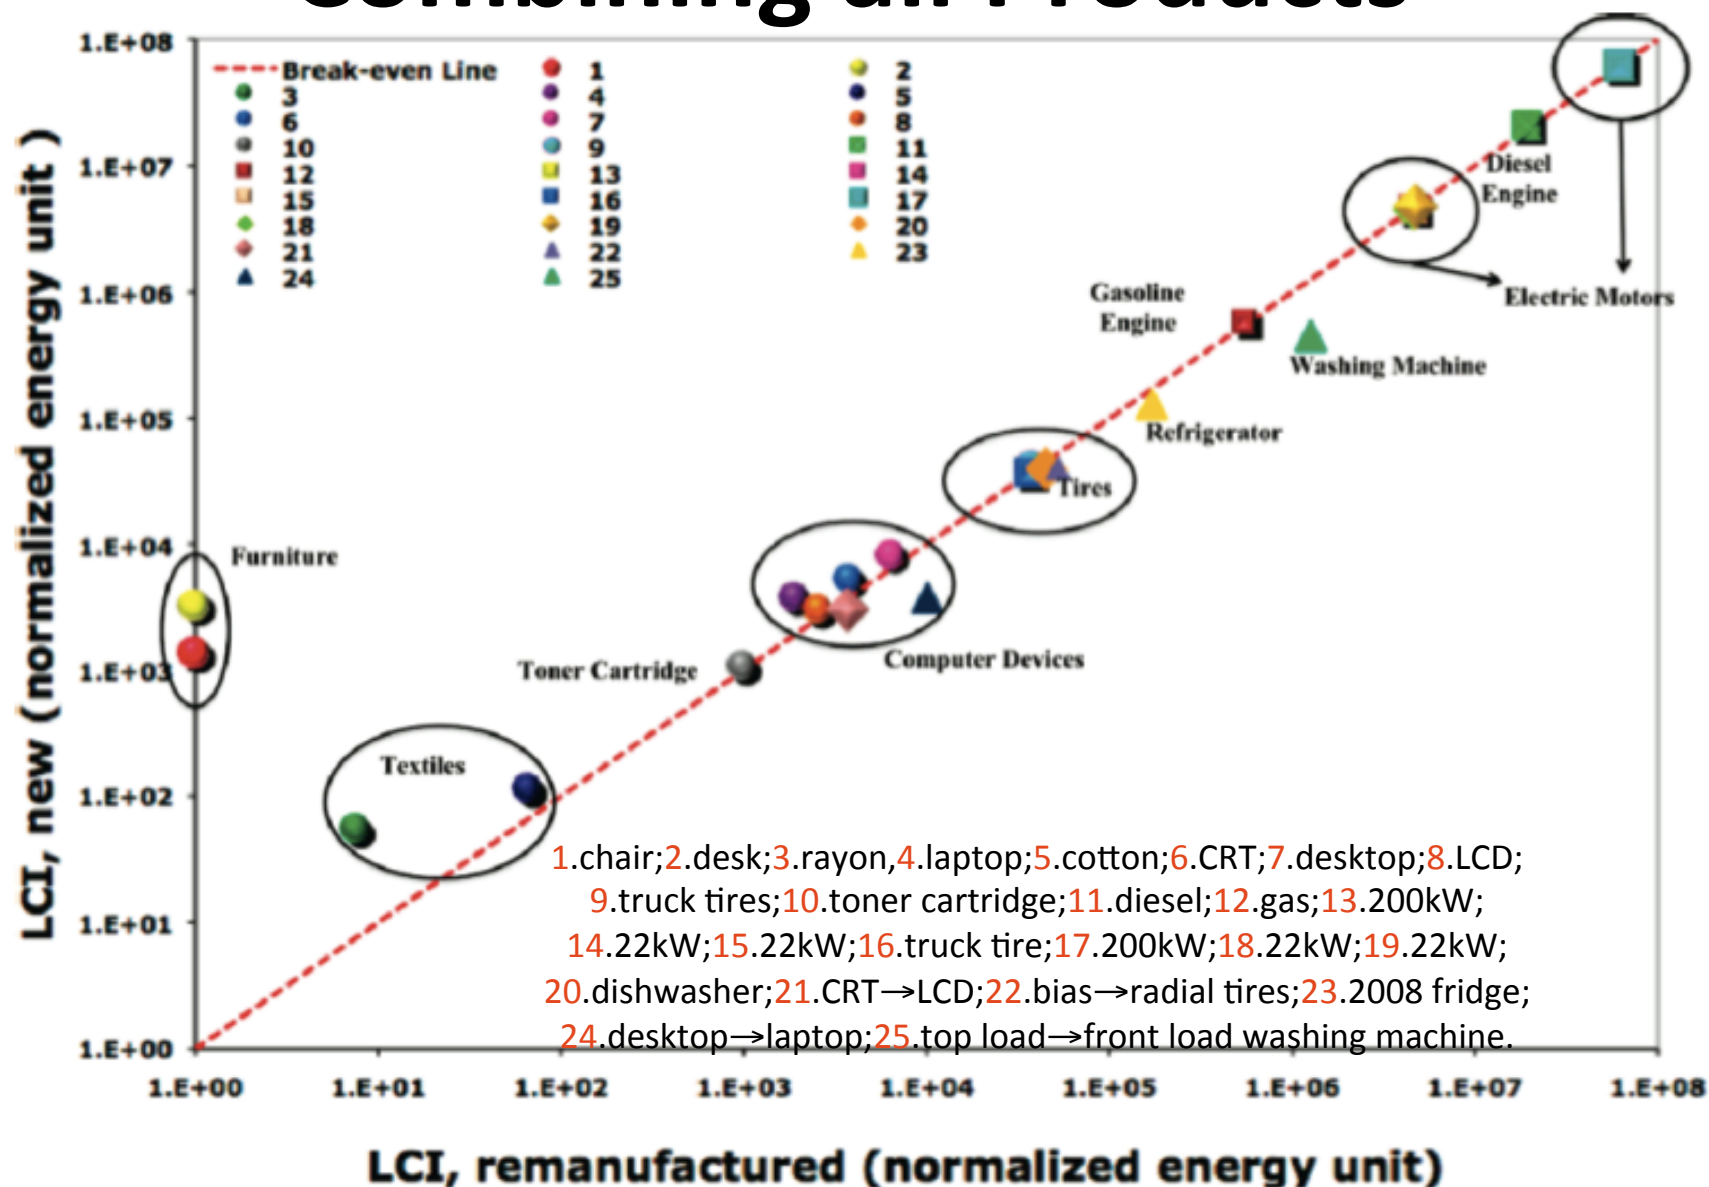 Combining all Products
1.E+08
1.E+07
1.E+06
1.E+05
1.E+04
1.E+03
1.E+02
1.E+01
1.E+00
LCI, new (normalized energy unit )
Break-even Line 1 2
3 4 5
6 7 8
10 9 11
12 13 14
15 16 17
18 19 20
21 22 23
24 25
Diesel
Engine
Electric Motors
Gasoline
Engine
Washing Machine
Refrigerator
Tires
Furniture
Computer Devices
Toner Cartridge
Textiles
1.chair;2.desk;3.rayon,4.laptop;5.cotton;6.CRT;7.desktop;8.LCD;
9.truck tires;10.toner cartridge;11.diesel;12.gas;13.200kW;
14.22kW;15.22kW;16.truck tire;17.200kW;18.22kW;19.22kW;
20.dishwasher;21.CRT→LCD;22.bias→radial tires;23.2008 fridge;
24.desktop→laptop;25.top load→front load washing machine.
1.E+00 1.E+01 1.E+02 1.E+03 1.E+04 1.E+05 1.E+06 1.E+07 1.E+08
LCI, remanufactured (normalized energy unit)